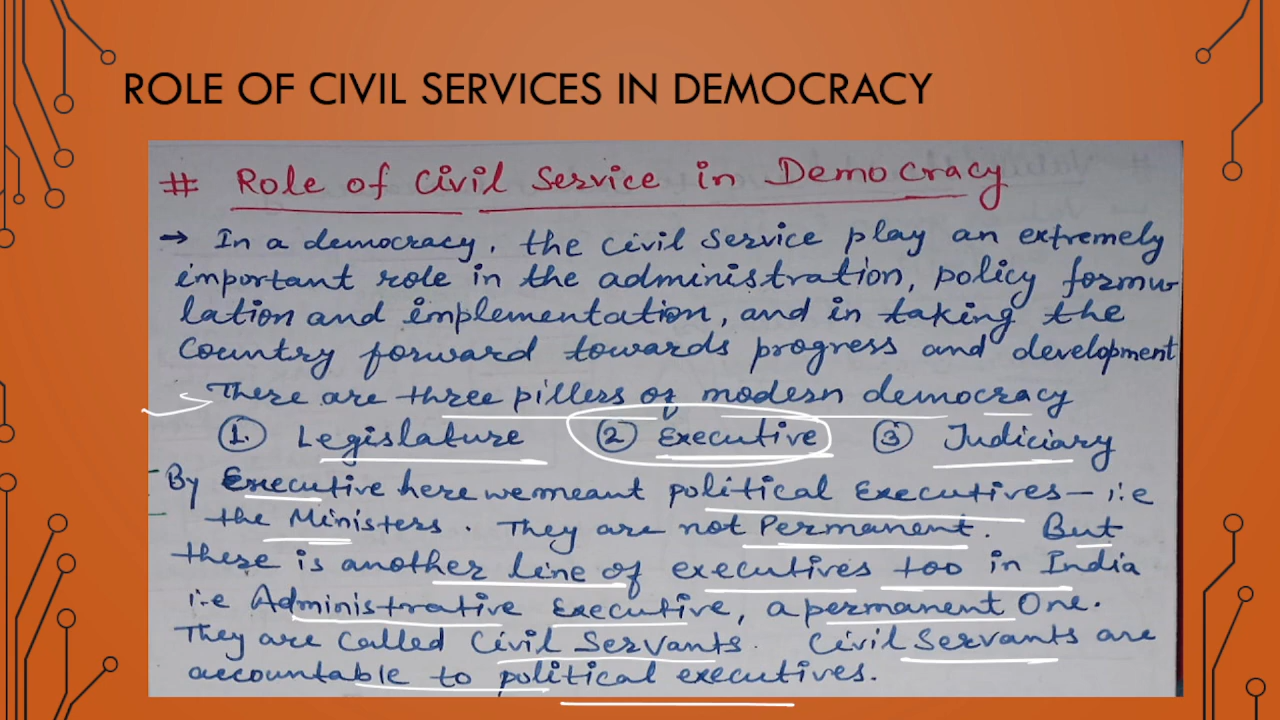 ROLE OF CIVIL SERVICES IN DEMOCRACY
# Role of Civil Service in Democracy
→ In a democracy, the civil service play an extremely
important role in the administration, policy formu-
lation and implementation, and in taking the
country forward towards progress and development
There are three pillers of modern democracy
① Legislature ② Executive ③ Judiciary
By Executive here we meant political Executives – i.e
the Ministers. They are not Permanent. But
there is another line of executives too in India
i.e Administrative Executive, a permanent One.
They are called Civil Servants. Civil Servants are
accountable to political executives.